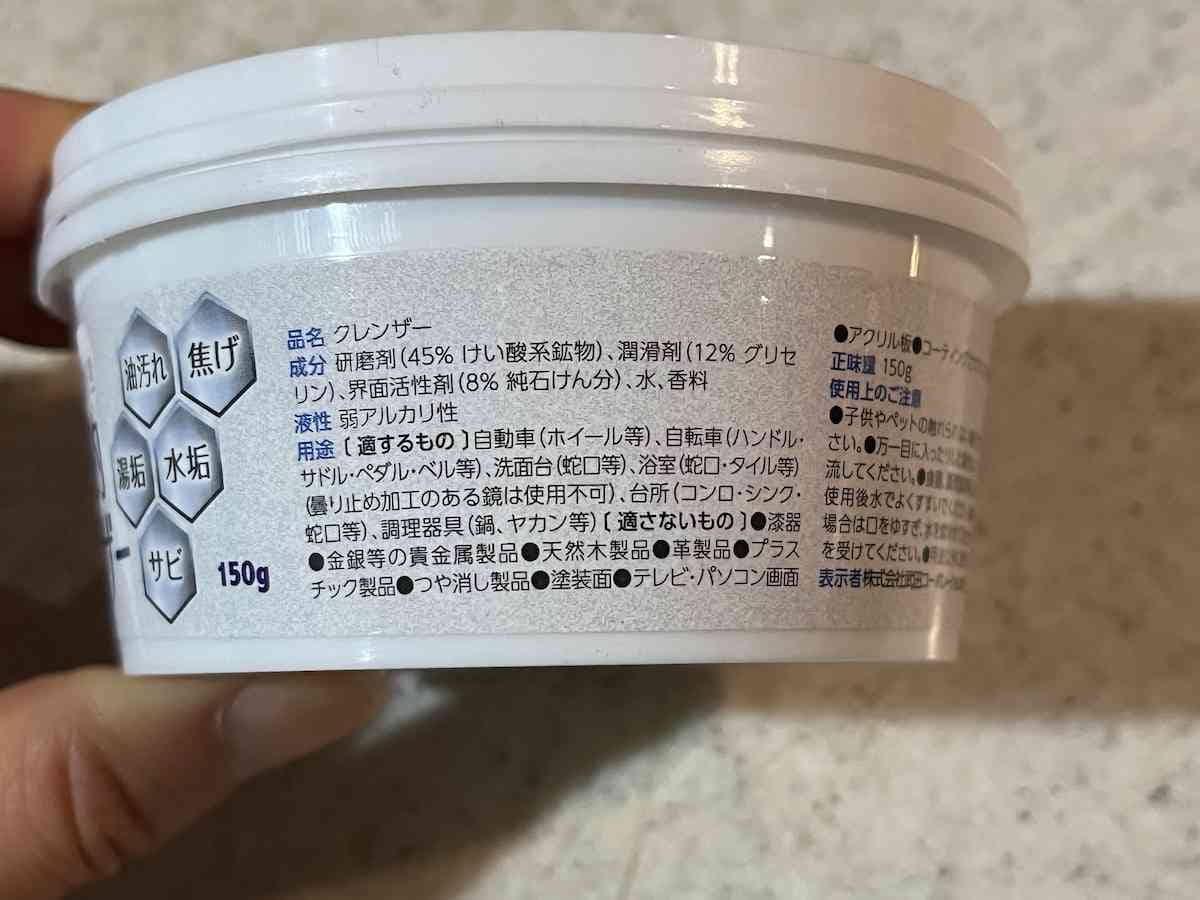 油汚れ
焦げ
湯垢
水垢
サビ
ー
150g
品名 クレンザー
成分 研磨剤(45% けい酸系鉱物)、潤滑剤(12% グリセ
リン)、界面活性剤(8% 純石けん分)、水、香料
液性 弱アルカリ性
用途 〔適するもの〕自動車(ホイール等)、自転車(ハンドル・
サドル・ペダル・ベル等)、洗面台(蛇口等)、浴室(蛇口・タイル等)
(曇り止め加工のある鏡は使用不可)、台所(コンロ・シンク・
蛇口等)、調理器具(鍋、ヤカン等)〔適さないもの〕●漆器
●金銀等の貴金属製品●天然木製品●革製品●プラス
チック製品●つや消し製品●塗装面●テレビ・パソコン画面
●アクリル板●コーティング
正味量 150g
使用上のご注意
●子供やペットの触れ
さい。●万一目に入った
流してください。●
使用後水でよくすすい
場合は口をゆすぎ、水を
を受けてください。●
表示者 株式会社